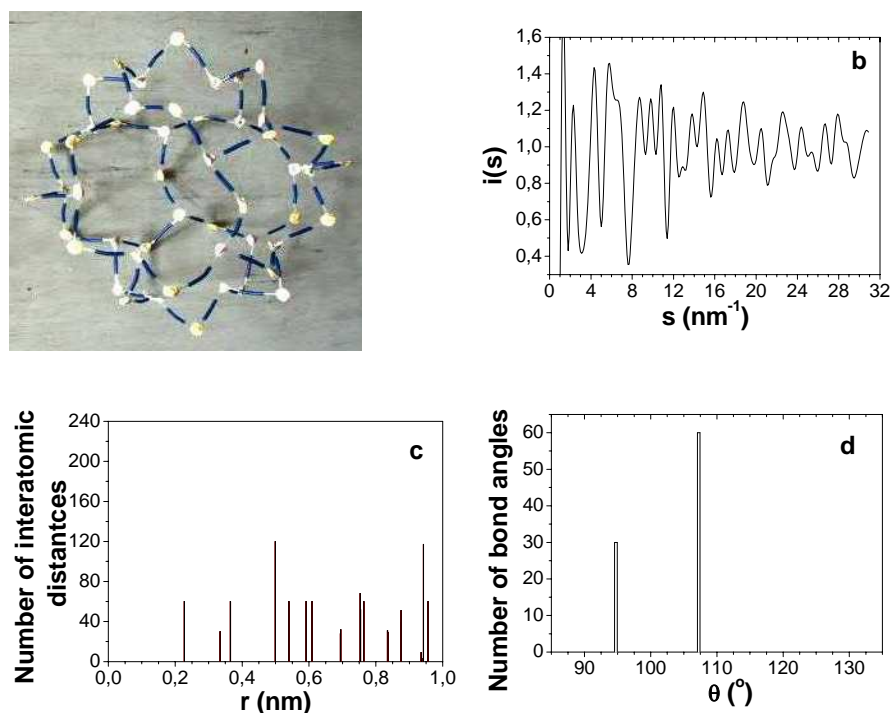 b
1,6
1,4
1,2
1,0
0,8
0,6
0,4
i(s)
0 4 8 12 16 20 24 28 32
s (nm⁻¹)
c
240
200
160
120
80
40
0
Number of interatomic
distantces
0,0 0,2 0,4 0,6 0,8 1,0
r (nm)
d
60
50
40
30
20
10
0
Number of bond angles
90 100 110 120 130
θ (°)